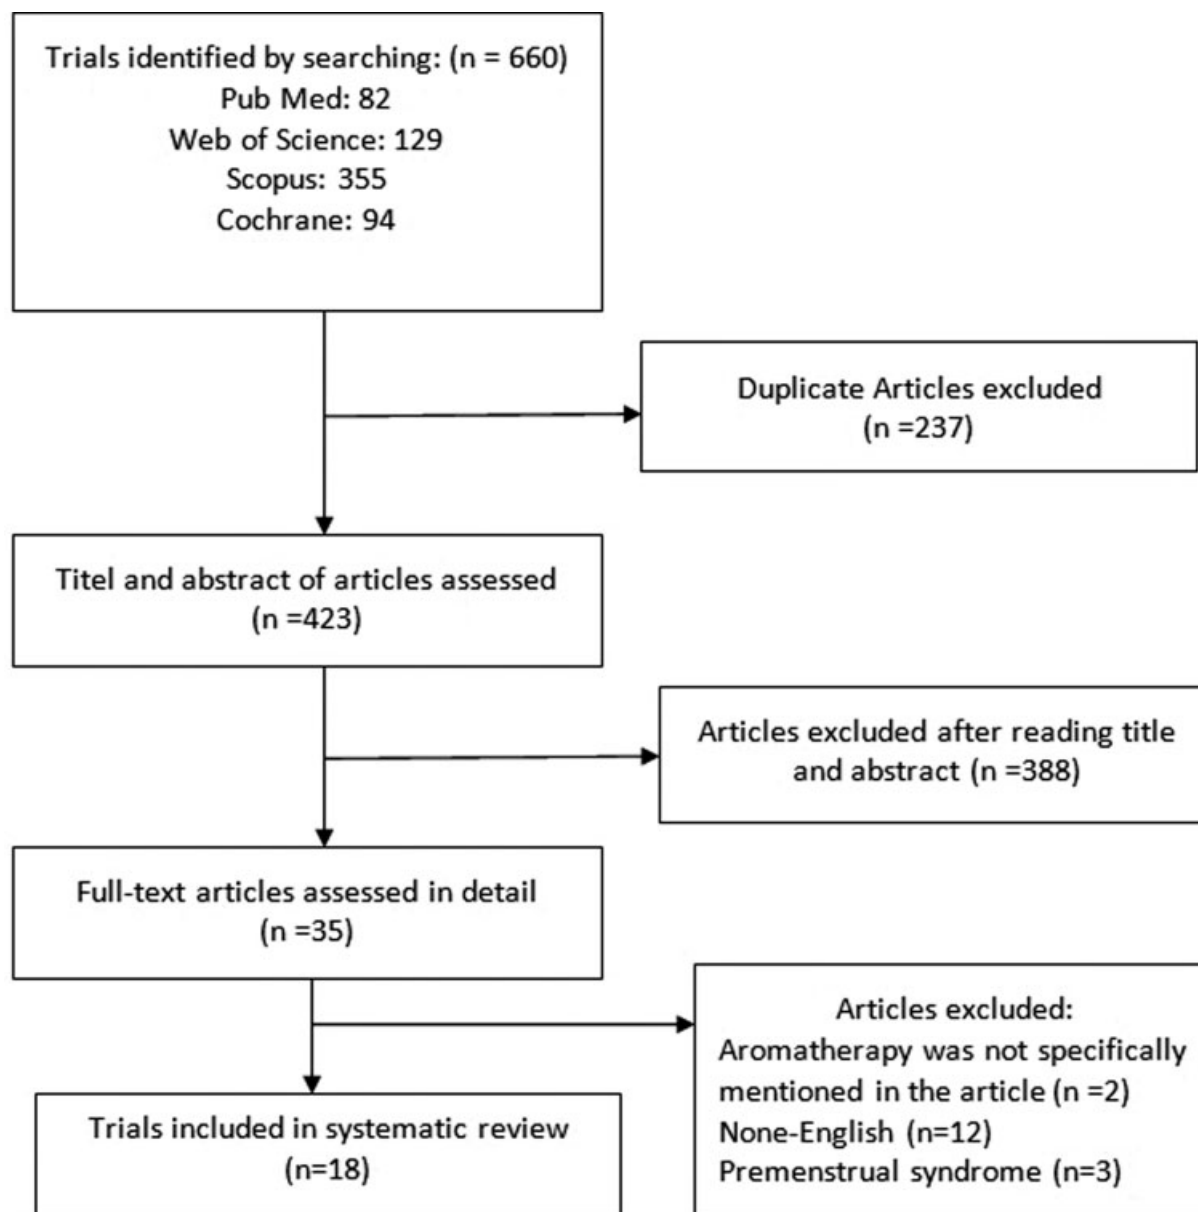 Trials identified by searching: (n = 660)
Pub Med: 82
Web of Science: 129
Scopus: 355
Cochrane: 94
Duplicate Articles excluded
(n =237)
Titel and abstract of articles assessed
(n =423)
Articles excluded after reading title
and abstract (n =388)
Full-text articles assessed in detail
(n =35)
Articles excluded:
Aromatherapy was not specifically
mentioned in the article (n =2)
None-English (n=12)
Premenstrual syndrome (n=3)
Trials included in systematic review
(n=18)